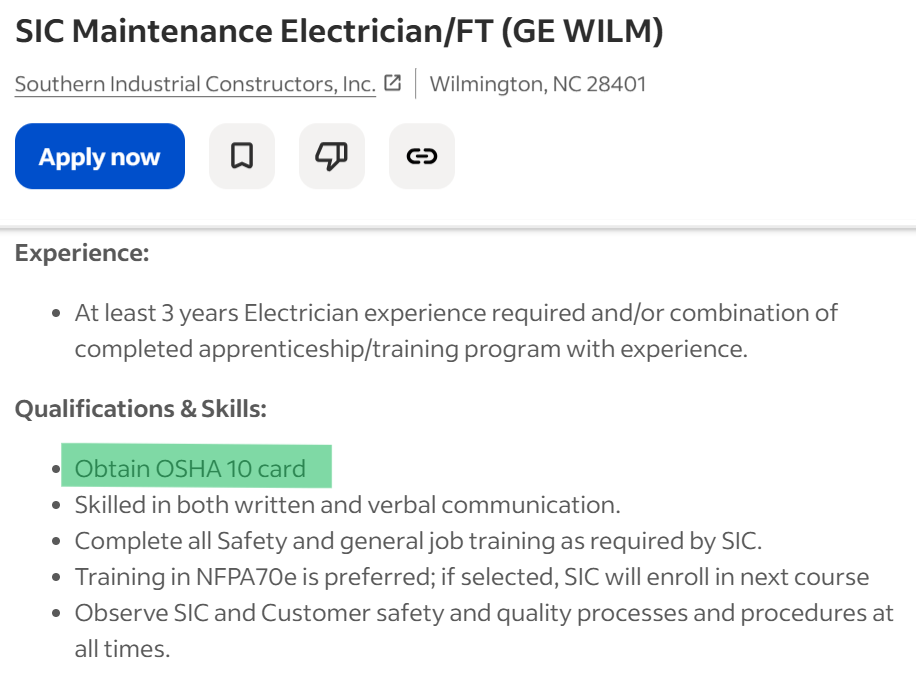 SIC Maintenance Electrician/FT (GE WILM)
Southern Industrial Constructors, Inc. Wilmington, NC 28401
Apply now
Experience:
• At least 3 years Electrician experience required and/or combination of
completed apprenticeship/training program with experience.
Qualifications & Skills:
• Obtain OSHA 10 card
• Skilled in both written and verbal communication.
• Complete all Safety and general job training as required by SIC.
• Training in NFPA70e is preferred; if selected, SIC will enroll in next course
• Observe SIC and Customer safety and quality processes and procedures at
all times.